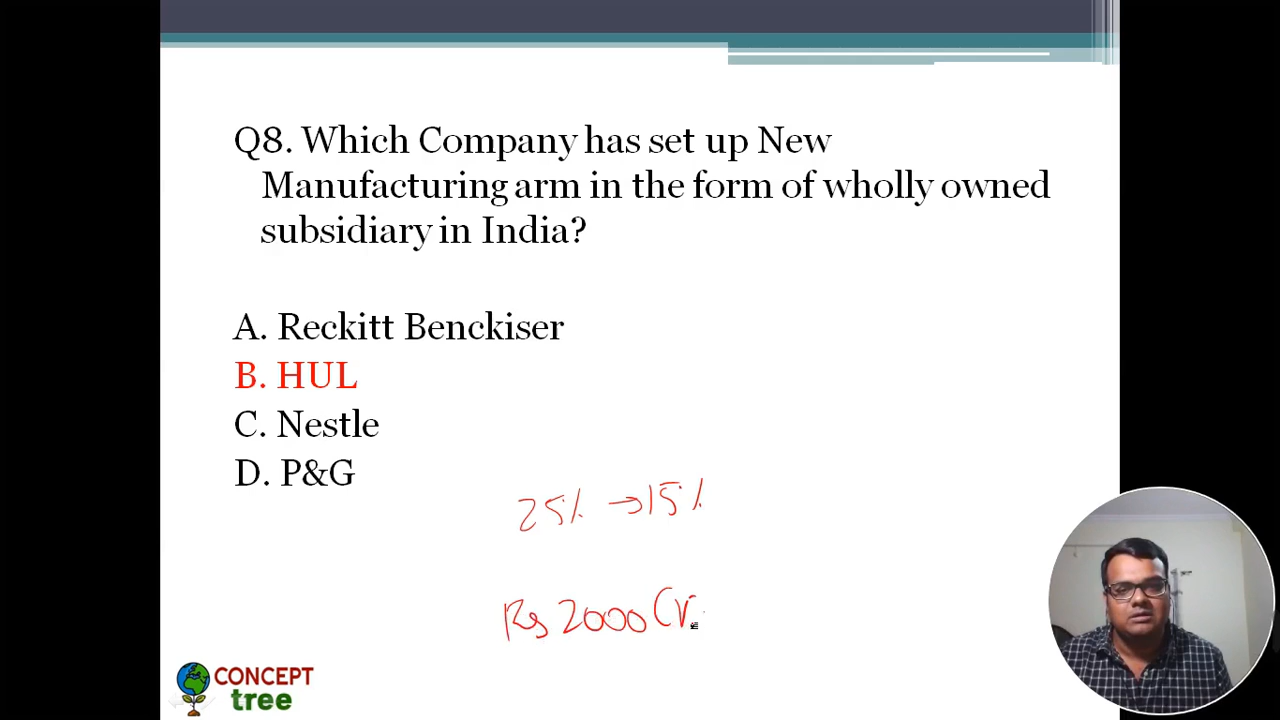 Q8. Which Company has set up New
Manufacturing arm in the form of wholly owned
subsidiary in India?
A. Reckitt Benckiser
B. HUL
C. Nestle
D. P&G
25% →15%
Rs 2000 Cr.
CONCEPT
tree